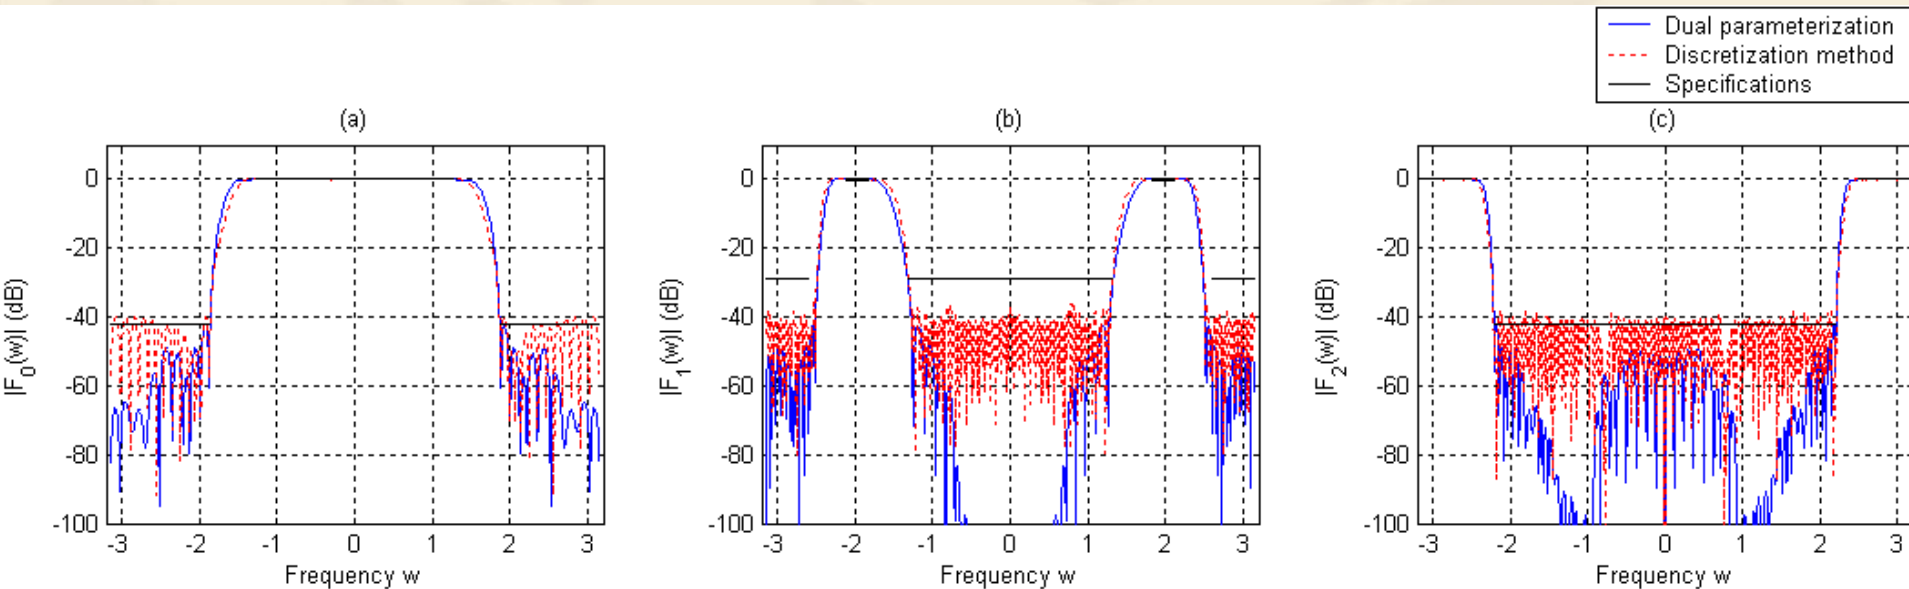 Dual parameterization
Discretization method
Specifications
(a)
(b)
(c)
0
-20
-40
-60
-80
-100
|F0(w)| (dB)
-3 -2 -1 0 1 2 3
Frequency w
0
-20
-40
-60
-80
-100
|F1(w)| (dB)
-3 -2 -1 0 1 2 3
Frequency w
0
-20
-40
-60
-80
-100
|F2(w)| (dB)
-3 -2 -1 0 1 2 3
Frequency w